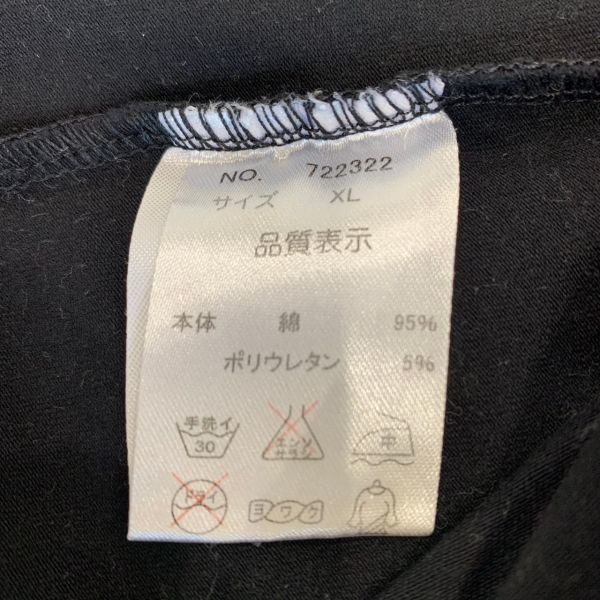 NO. 722322
サイズ XL
品質表示
本体 綿 95%
ポリウレタン 5%
手洗イ 30 エンソサラシ 中
ドライ ヨワク